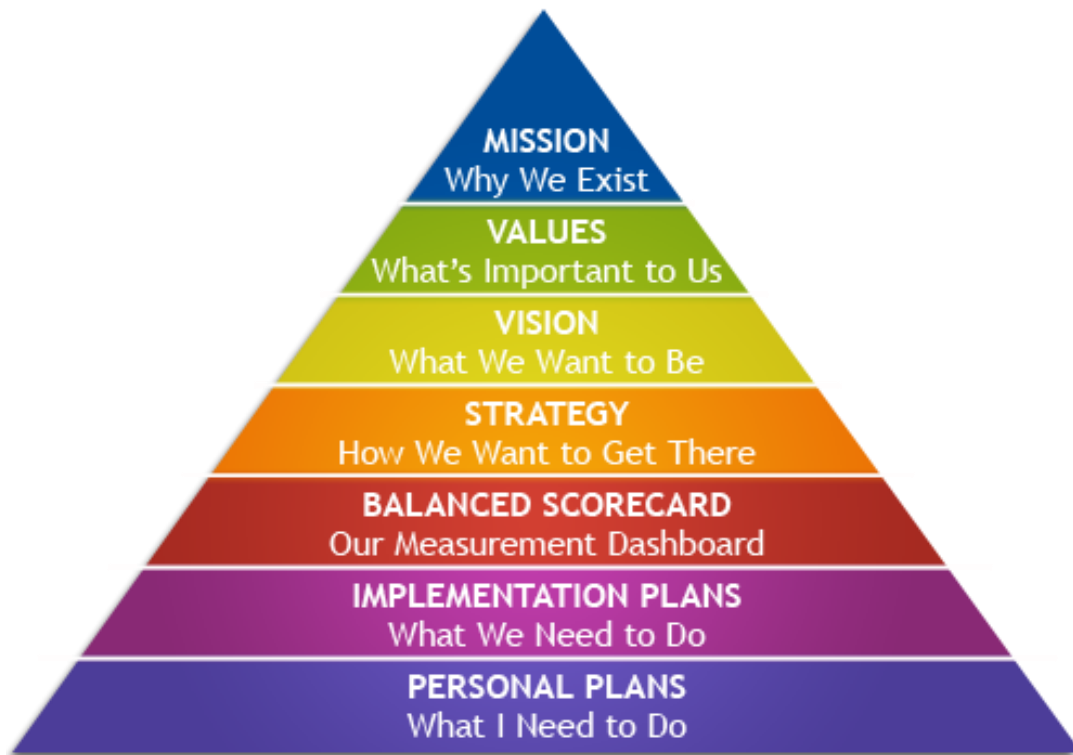 MISSION
Why We Exist
VALUES
What's Important to Us
VISION
What We Want to Be
STRATEGY
How We Want to Get There
BALANCED SCORECARD
Our Measurement Dashboard
IMPLEMENTATION PLANS
What We Need to Do
PERSONAL PLANS
What I Need to Do